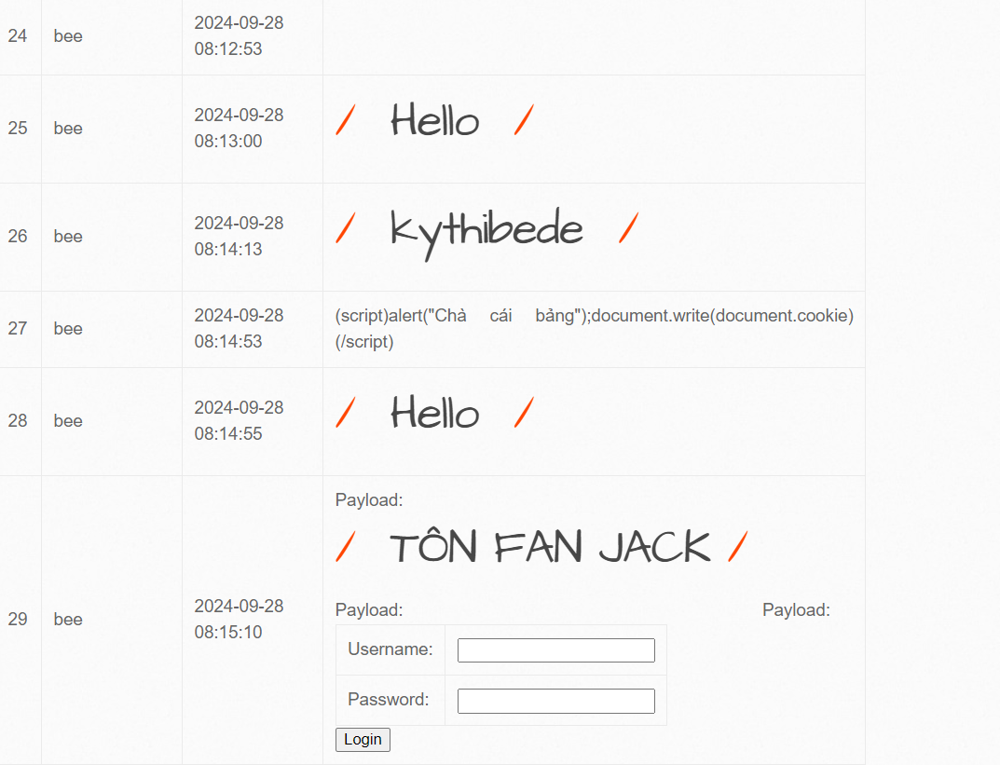 24 bee 2024-09-28
08:12:53
25 bee 2024-09-28
08:13:00
/ Hello /
26 bee 2024-09-28
08:14:13
/ kythibede /
27 bee 2024-09-28
08:14:53
(script)alert("Chà cái bảng");document.write(document.cookie)
(/script)
28 bee 2024-09-28
08:14:55
/ Hello /
29 bee 2024-09-28
08:15:10
Payload:
/ TÔN FAN JACK /
Payload: Payload:
Username:
Password:
Login